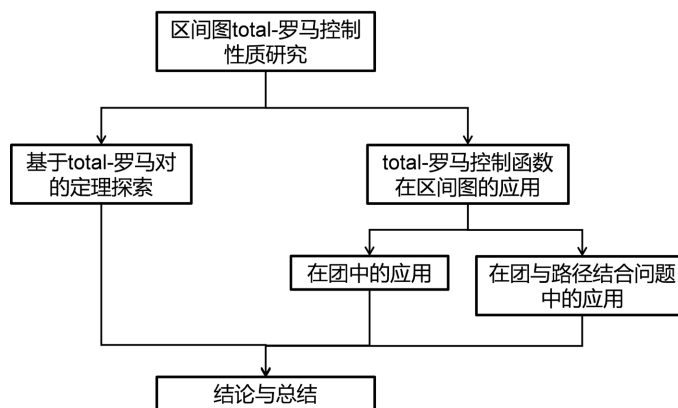 区间图total-罗马控制
性质研究
基于total-罗马对
的定理探索
total-罗马控制函数
在区间图的应用
在团中的应用
在团与路径结合问题
中的应用
结论与总结